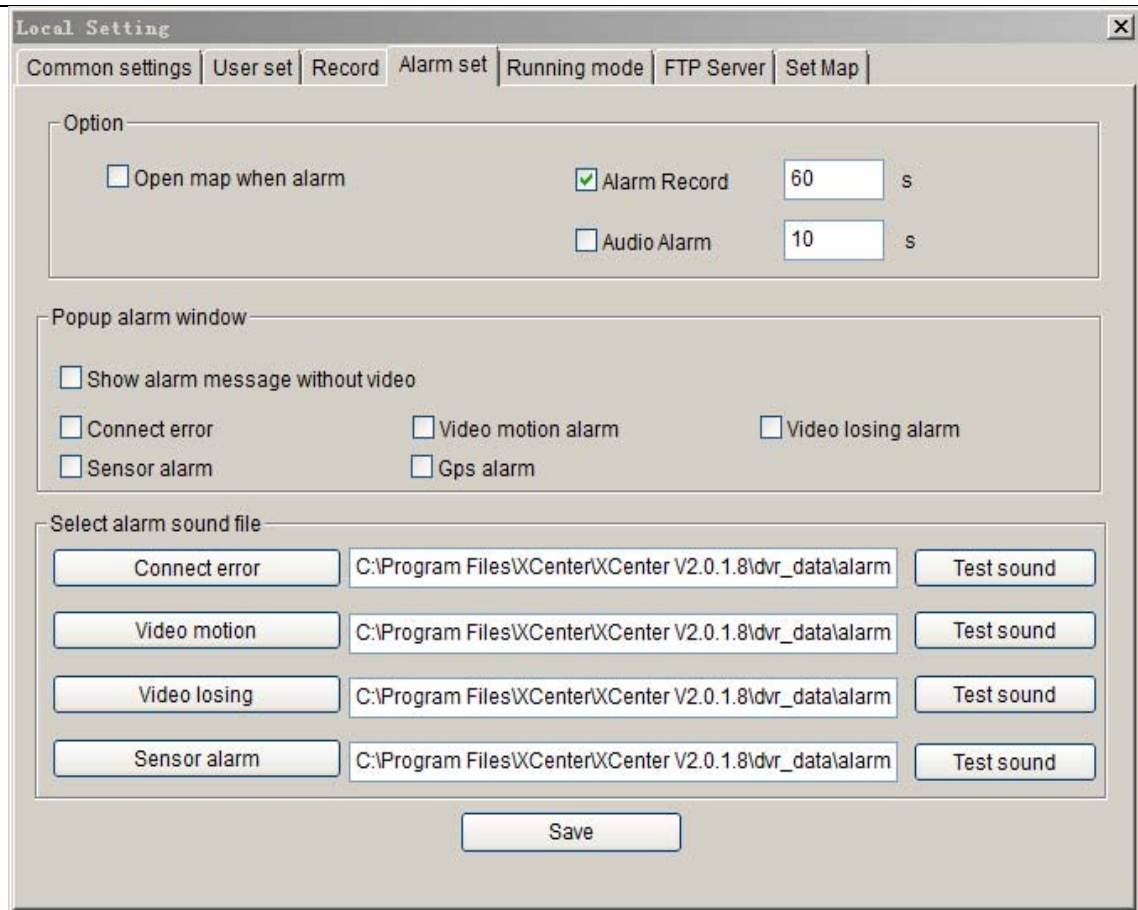 Local Setting
Common settings User set Record Alarm set Running mode FTP Server Set Map
Option
Open map when alarm Alarm Record 60 s
Audio Alarm 10 s
Popup alarm window
Show alarm message without video
Connect error Video motion alarm Video losing alarm
Sensor alarm Gps alarm
Select alarm sound file
Connect error C:\Program Files\XCenter\XCenter V2.0.1.8\dvr_data\alarm Test sound
Video motion C:\Program Files\XCenter\XCenter V2.0.1.8\dvr_data\alarm Test sound
Video losing C:\Program Files\XCenter\XCenter V2.0.1.8\dvr_data\alarm Test sound
Sensor alarm C:\Program Files\XCenter\XCenter V2.0.1.8\dvr_data\alarm Test sound
Save